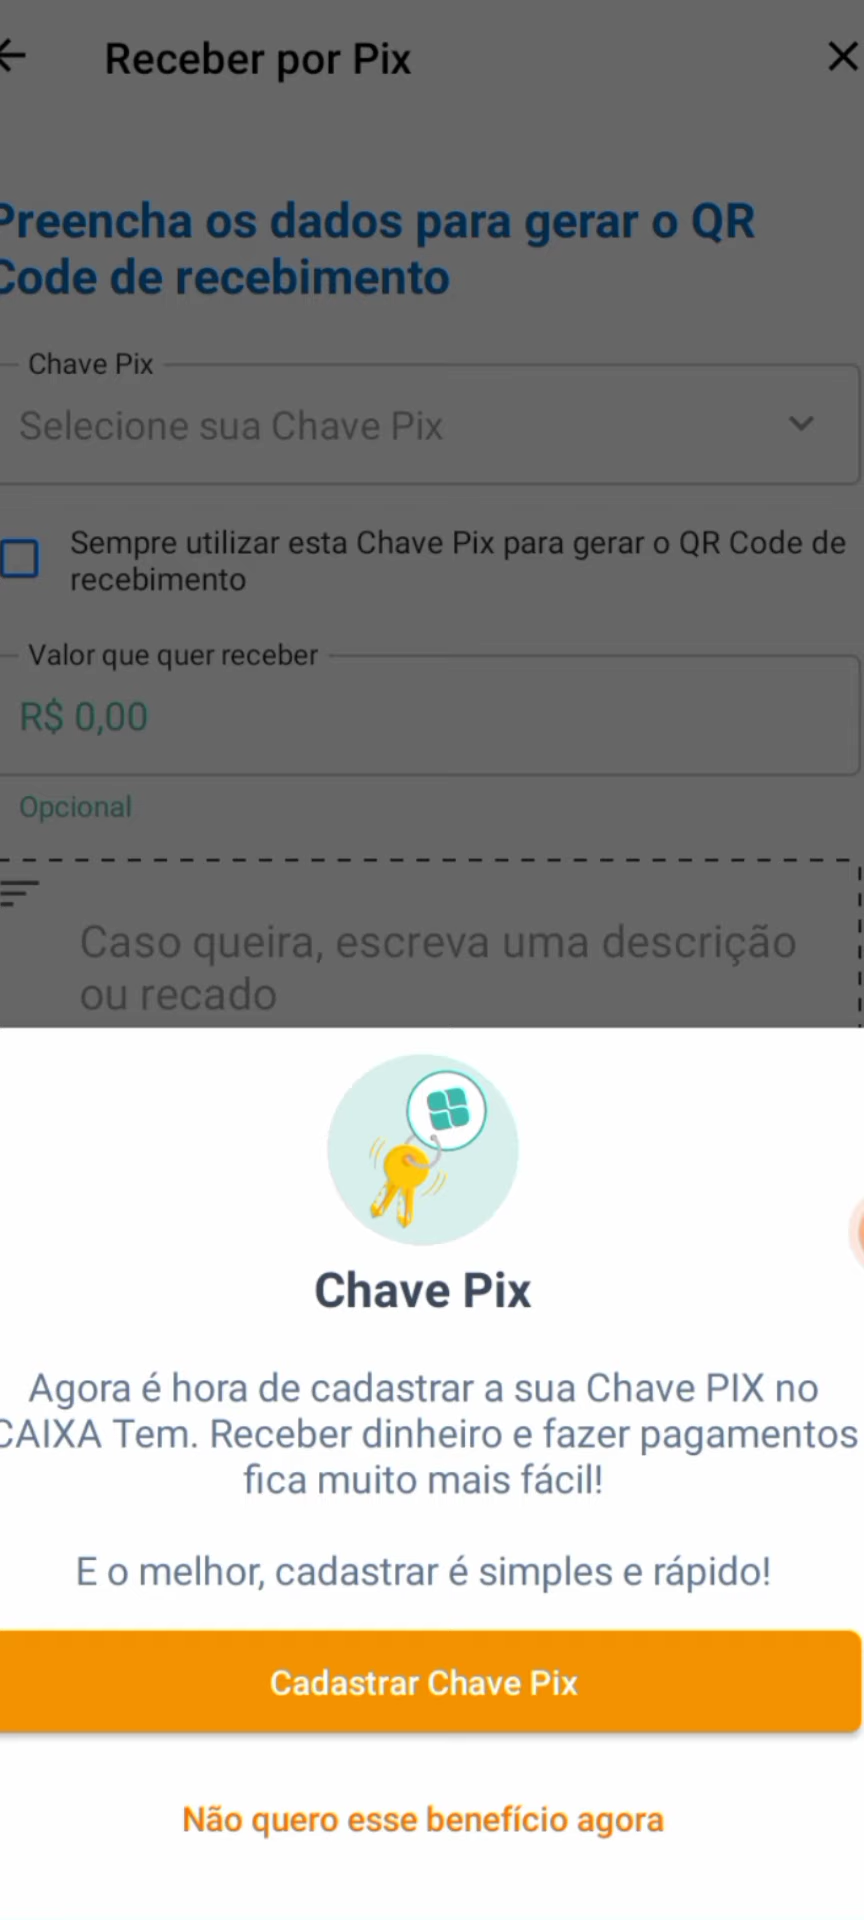 Receber por Pix
Preencha os dados para gerar o QR
Code de recebimento
Chave Pix
Selecione sua Chave Pix
Sempre utilizar esta Chave Pix para gerar o QR Code de
recebimento
Valor que quer receber
R$ 0,00
Opcional
Caso queira, escreva uma descrição
ou recado
Chave Pix
Agora é hora de cadastrar a sua Chave PIX no
CAIXA Tem. Receber dinheiro e fazer pagamentos
fica muito mais fácil!
E o melhor, cadastrar é simples e rápido!
Cadastrar Chave Pix
Não quero esse benefício agora